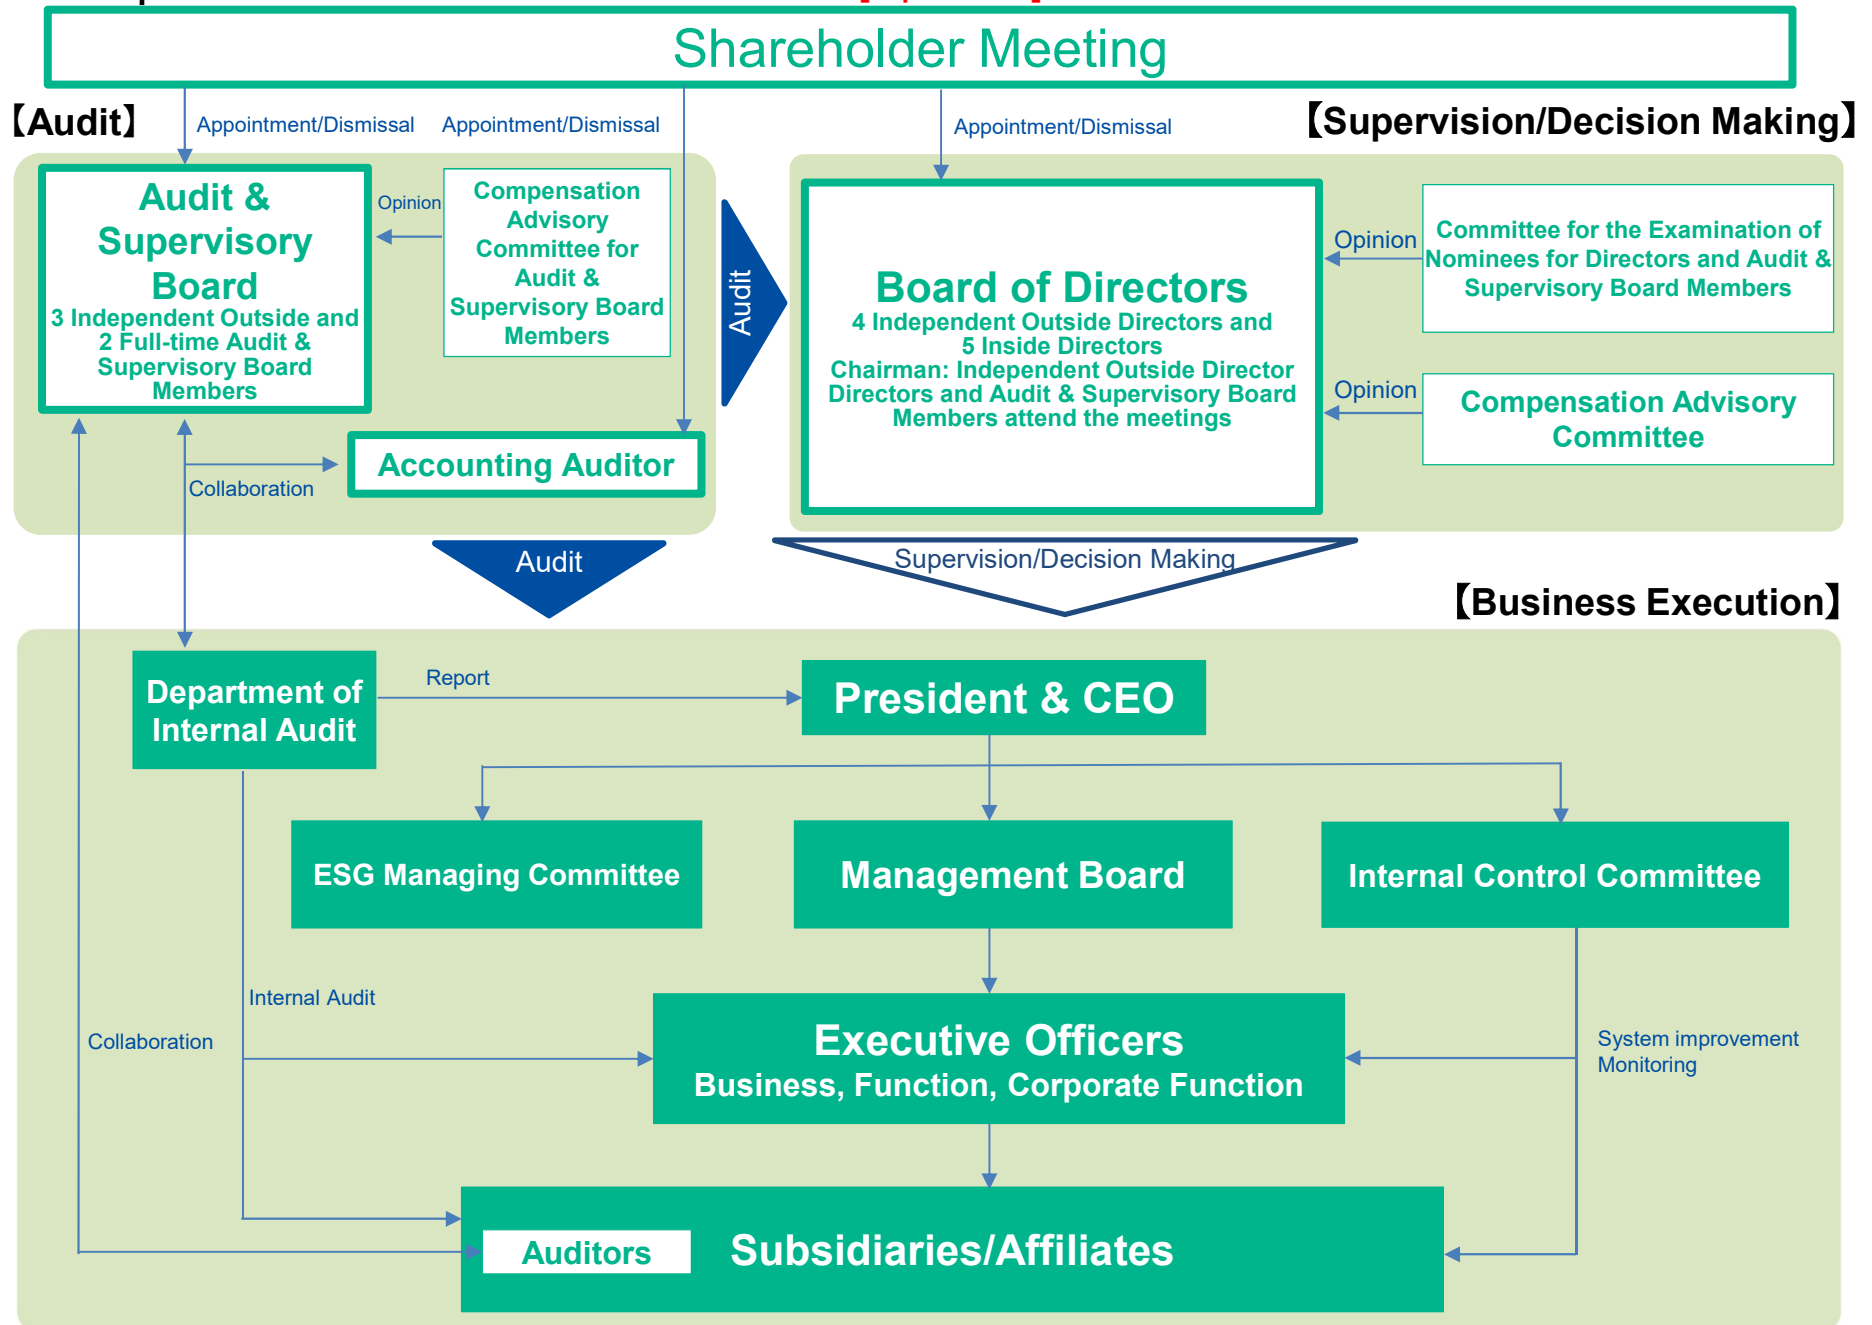 Shareholder Meeting
【Audit】
Appointment/Dismissal
Appointment/Dismissal
Appointment/Dismissal
【Supervision/Decision Making】
Audit &
Supervisory
Board
3 Independent Outside and
2 Full-time Audit &
Supervisory Board
Members
Opinion
Compensation
Advisory
Committee for
Audit &
Supervisory Board
Members
Accounting Auditor
Collaboration
Audit
Board of Directors
4 Independent Outside Directors and
5 Inside Directors
Chairman: Independent Outside Director
Directors and Audit & Supervisory Board
Members attend the meetings
Opinion
Committee for the Examination of
Nominees for Directors and Audit &
Supervisory Board Members
Opinion
Compensation Advisory
Committee
Audit
Supervision/Decision Making
【Business Execution】
Department of
Internal Audit
Report
President & CEO
ESG Managing Committee
Management Board
Internal Control Committee
Internal Audit
Collaboration
Executive Officers
Business, Function, Corporate Function
System improvement
Monitoring
Auditors
Subsidiaries/Affiliates